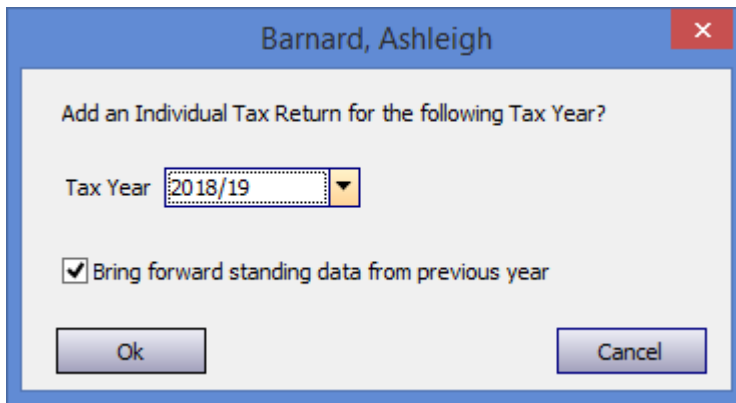 Barnard, Ashleigh
Add an Individual Tax Return for the following Tax Year?
Tax Year 2018/19
Bring forward standing data from previous year
Ok Cancel